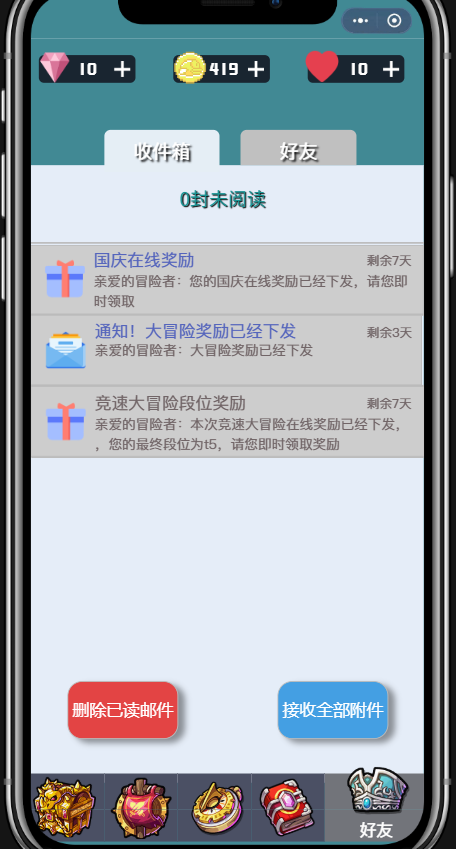 10 +
419 +
10 +
收件箱
好友
0封未阅读
国庆在线奖励
剩余7天
亲爱的冒险者：您的国庆在线奖励已经下发，请您即
时领取
通知！大冒险奖励已经下发
剩余3天
亲爱的冒险者：大冒险奖励已经下发
竞速大冒险段位奖励
剩余7天
亲爱的冒险者：本次竞速大冒险在线奖励已经下发，
，您的最终段位为t5，请您即时领取奖励
删除已读邮件
接收全部附件
好友